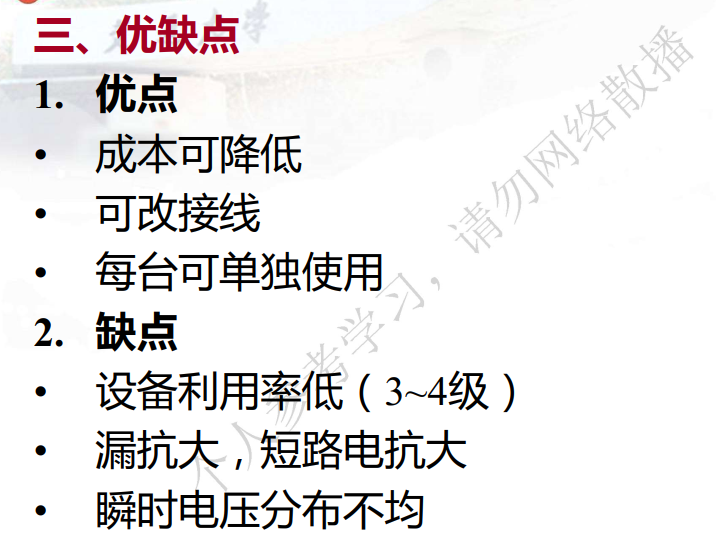 三、优缺点
1. 优点
• 成本可降低
• 可改接线
• 每台可单独使用
2. 缺点
• 设备利用率低（3~4级）
• 漏抗大，短路电抗大
• 瞬时电压分布不均
个人参考学习，请勿网络散播